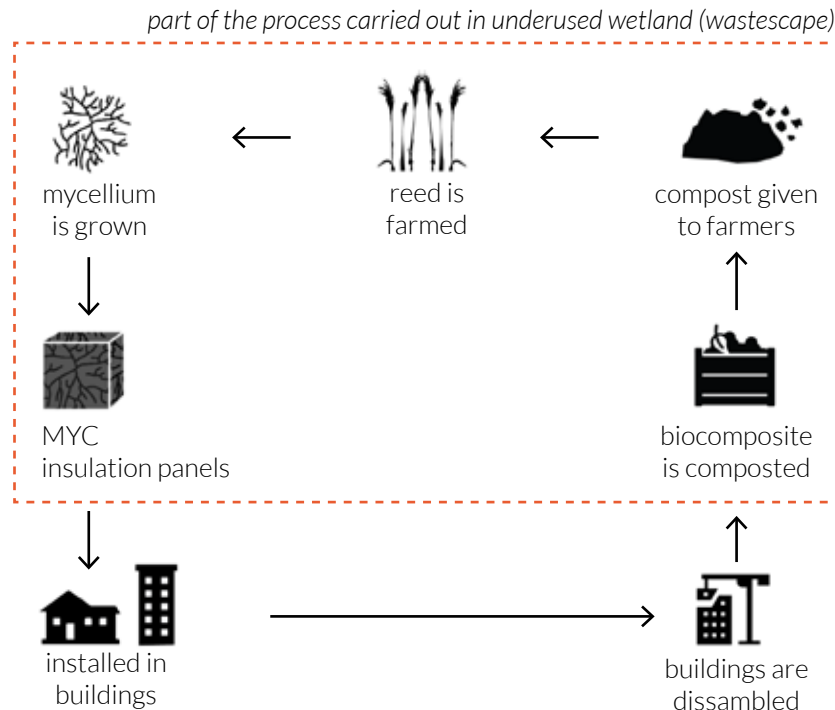 part of the process carried out in underused wetland (wastescape)
mycellium
is grown
reed is
farmed
compost given
to farmers
MYC
insulation panels
biocomposite
is composted
installed in
buildings
buildings are
dissambled